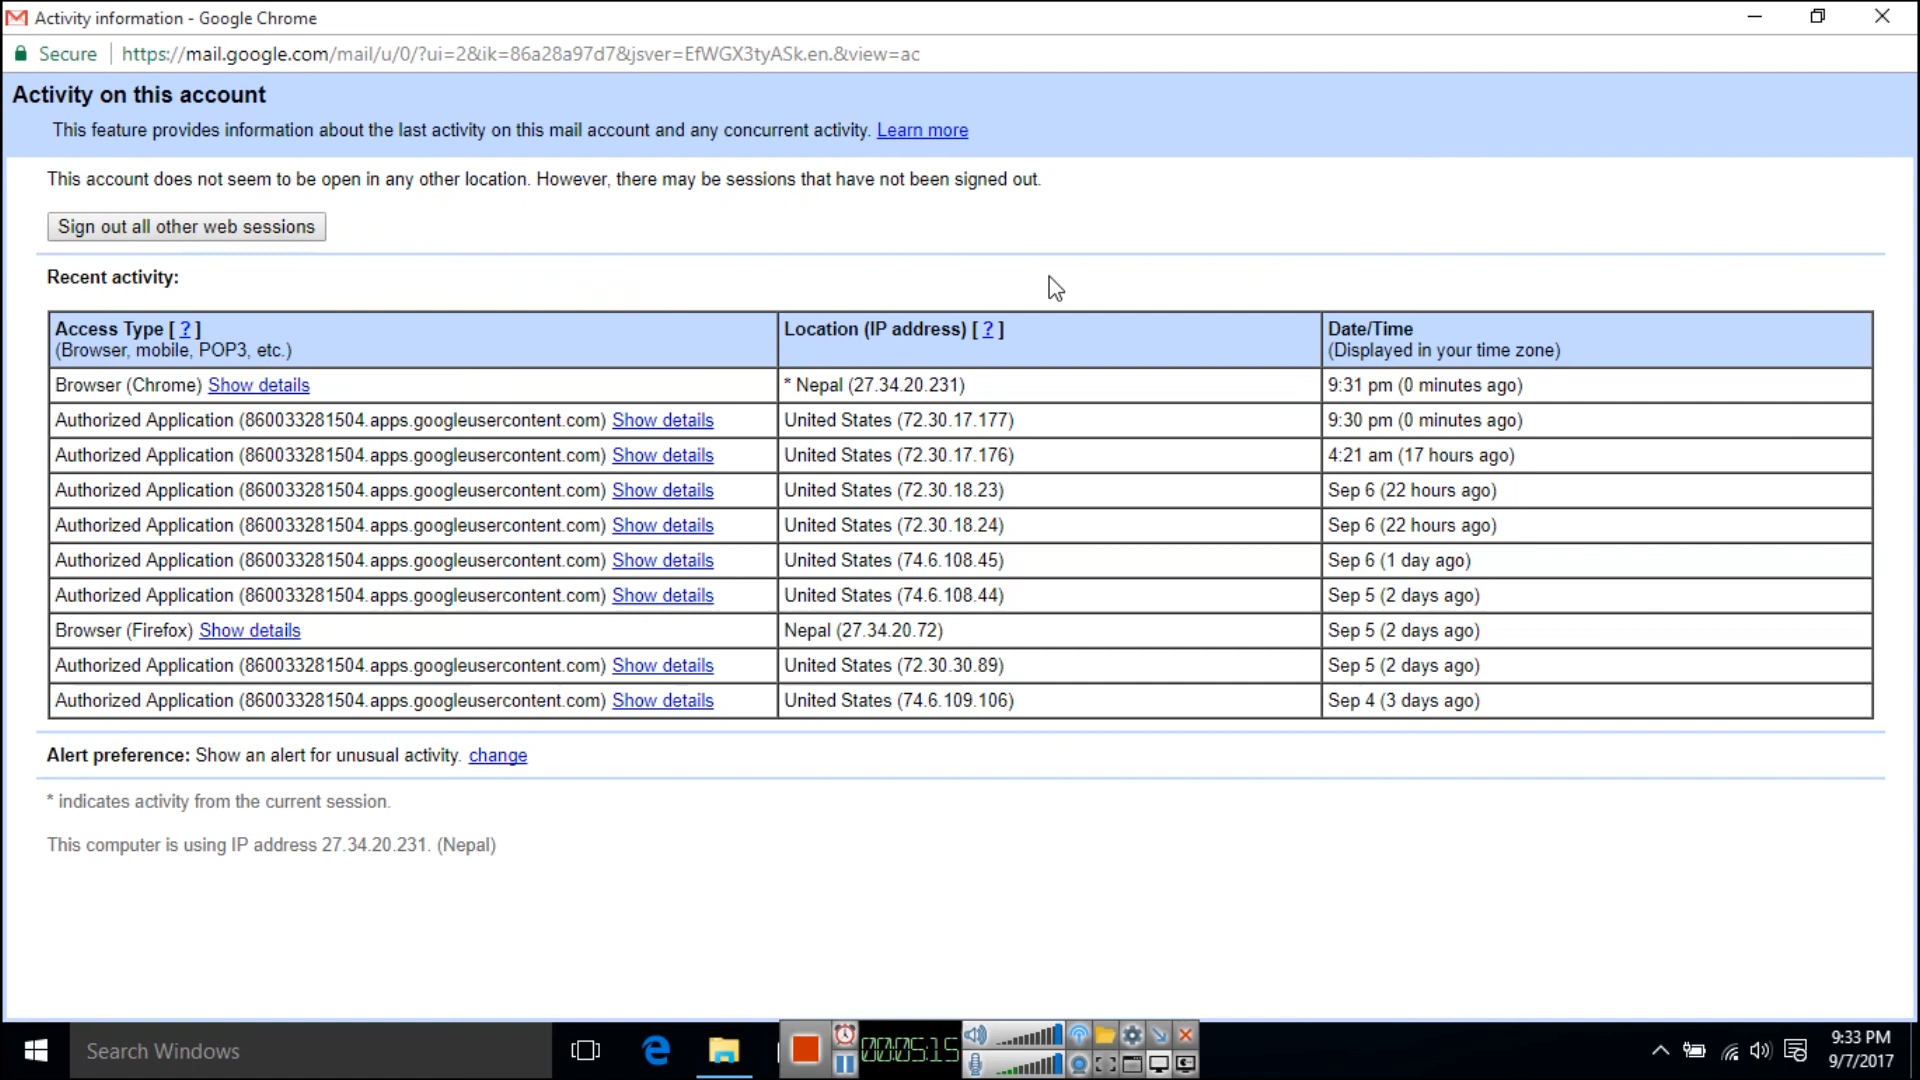 Activity information - Google Chrome
Secure https://mail.google.com/mail/u/0/?ui=2&ik=86a28a97d7&jsver=EfWGX3tyASk.en.&view=ac
Activity on this account
This feature provides information about the last activity on this mail account and any concurrent activity. Learn more
This account does not seem to be open in any other location. However, there may be sessions that have not been signed out.
Sign out all other web sessions
Recent activity:
Access Type [ ? ] Location (IP address) [ ? ] Date/Time
(Browser, mobile, POP3, etc.) (Displayed in your time zone)
Browser (Chrome) Show details * Nepal (27.34.20.231) 9:31 pm (0 minutes ago)
Authorized Application (860033281504.apps.googleusercontent.com) Show details United States (72.30.17.177) 9:30 pm (0 minutes ago)
Authorized Application (860033281504.apps.googleusercontent.com) Show details United States (72.30.17.176) 4:21 am (17 hours ago)
Authorized Application (860033281504.apps.googleusercontent.com) Show details United States (72.30.18.23) Sep 6 (22 hours ago)
Authorized Application (860033281504.apps.googleusercontent.com) Show details United States (72.30.18.24) Sep 6 (22 hours ago)
Authorized Application (860033281504.apps.googleusercontent.com) Show details United States (74.6.108.45) Sep 6 (1 day ago)
Authorized Application (860033281504.apps.googleusercontent.com) Show details United States (74.6.108.44) Sep 5 (2 days ago)
Browser (Firefox) Show details Nepal (27.34.20.72) Sep 5 (2 days ago)
Authorized Application (860033281504.apps.googleusercontent.com) Show details United States (72.30.30.89) Sep 5 (2 days ago)
Authorized Application (860033281504.apps.googleusercontent.com) Show details United States (74.6.109.106) Sep 4 (3 days ago)
Alert preference: Show an alert for unusual activity. change
* indicates activity from the current session.
This computer is using IP address 27.34.20.231. (Nepal)
Search Windows
00:05:15
9:33 PM
9/7/2017